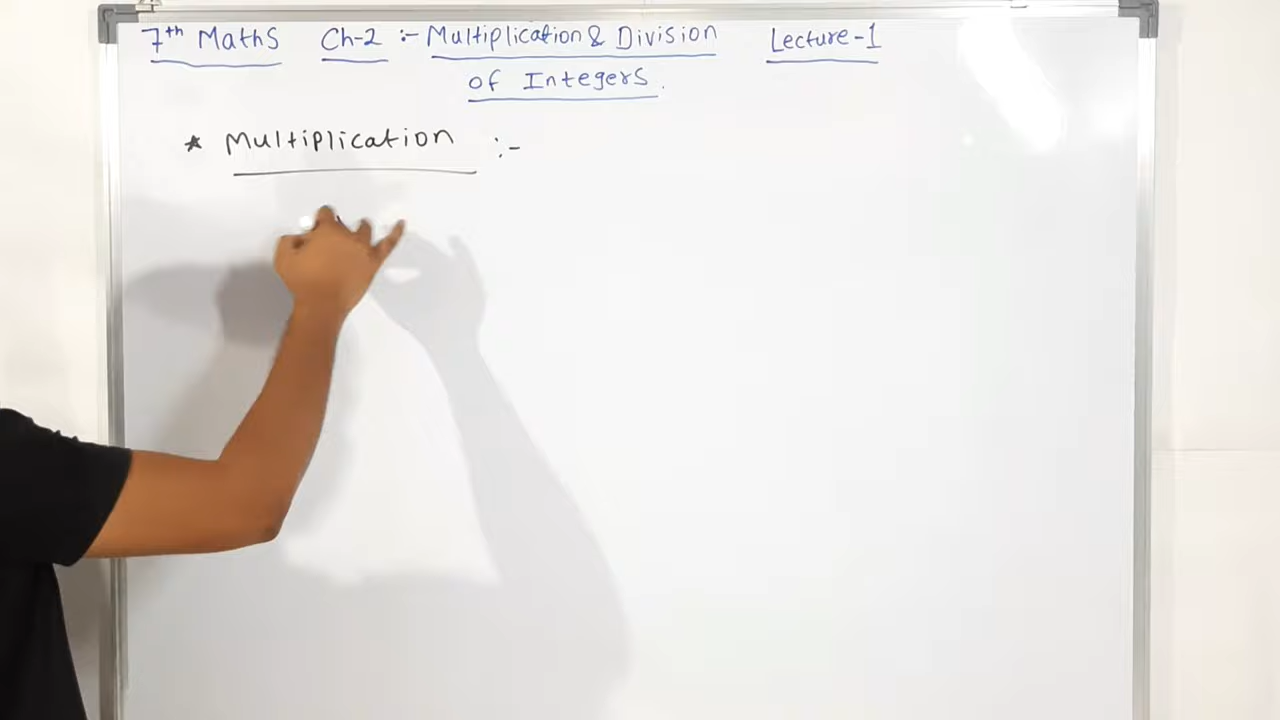 7th Maths Ch-2 :- Multiplication & Division Lecture-1
of Integers.
* Multiplication :-